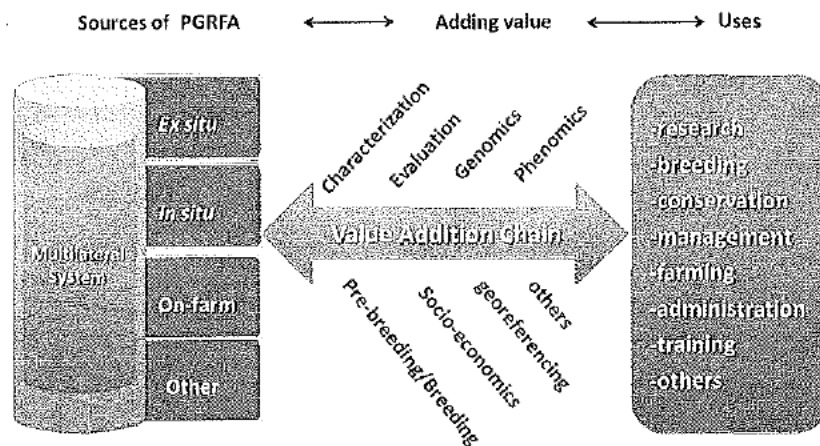 Sources of PGRFA
Adding value
Uses
Multilateral
System
Ex situ
In situ
On-farm
Other
Characterization
Evaluation
Genomics
Phenomics
Value Addition Chain
Pre-breeding/Breeding
Socio-economics
georeferencing
others
-research
-breeding
-conservation
-management
-farming
-administration
-training
-others